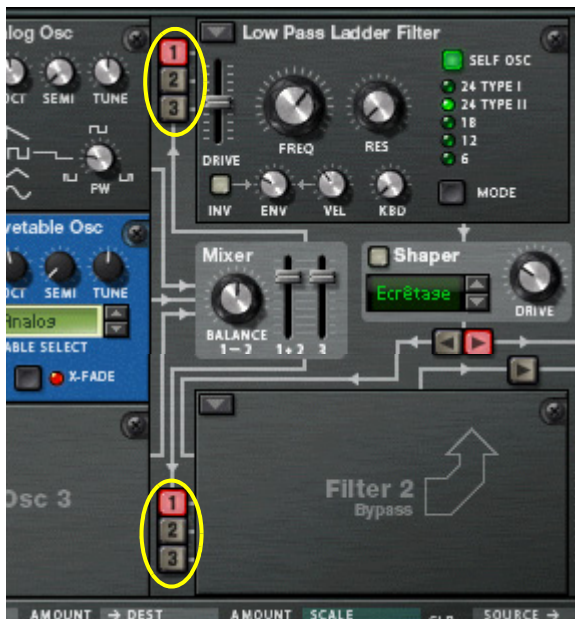 log Osc
OCT SEMI TUNE
PW
1
2
3
Low Pass Ladder Filter
SELF OSC
24 TYPE I
24 TYPE II
18
12
6
MODE
DRIVE
FREQ
RES
INV ENV VEL KBD
vetable Osc
OCT SEMI TUNE
Analog
ABLE SELECT
X-FADE
Mixer
BALANCE
1–2 1+2 3
Shaper
Ecrêtage
DRIVE
Osc 3
1
2
3
Filter 2
Bypass
AMOUNT → DEST AMOUNT SCALE CLR SOURCE →